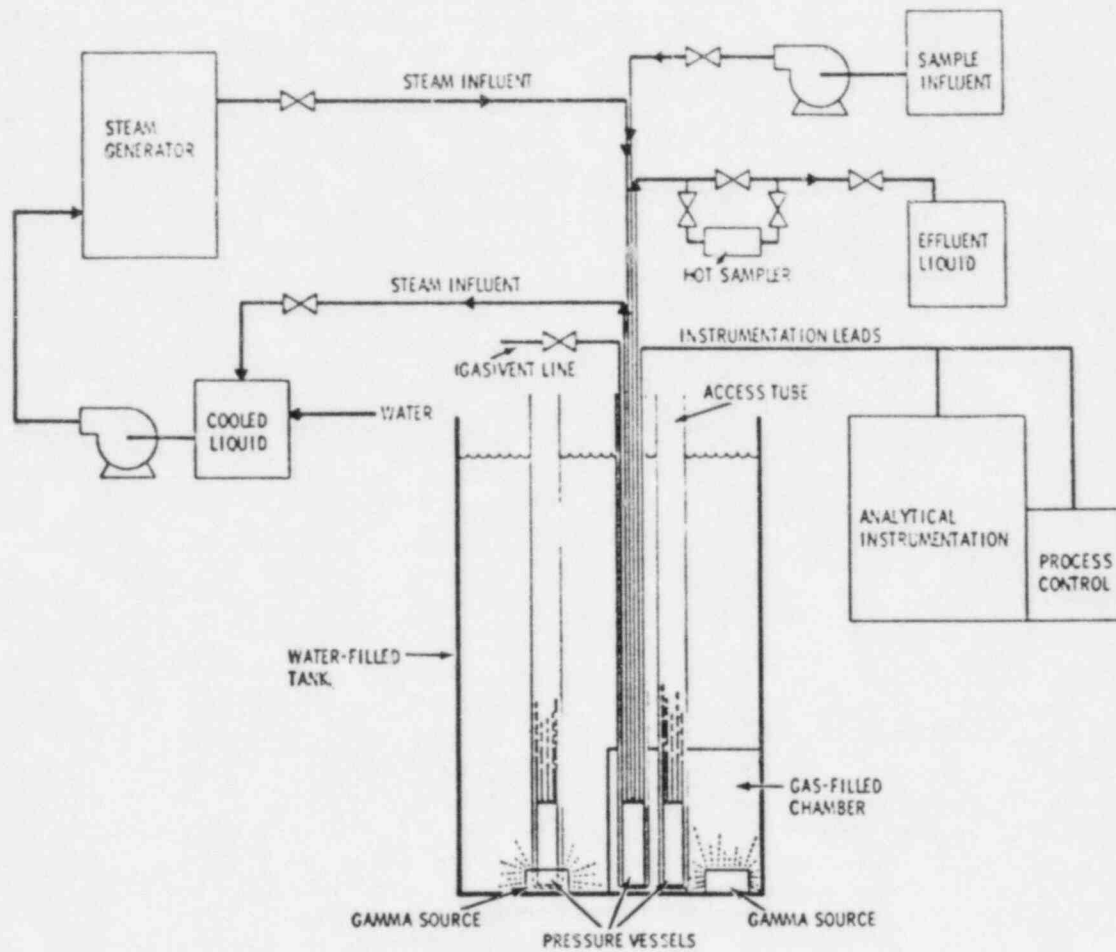 SAMPLE
INFLUENT
STEAM INFLUENT
STEAM
GENERATOR
EFFLUENT
LIQUID
HOT SAMPLER
STEAM INFLUENT
INSTRUMENTATION LEADS
(GAS)VENT LINE
ACCESS TUBE
COOLED
LIQUID
WATER
ANALYTICAL
INSTRUMENTATION
PROCESS
CONTROL
WATER-FILLED
TANK
GAS-FILLED
CHAMBER
GAMMA SOURCE
GAMMA SOURCE
PRESSURE VESSELS